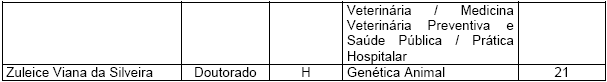 Veterinária / Medicina
Veterinária Preventiva e
Saúde Pública / Prática
Hospitalar
Zuleice Viana da Silveira Doutorado H Genética Animal 21